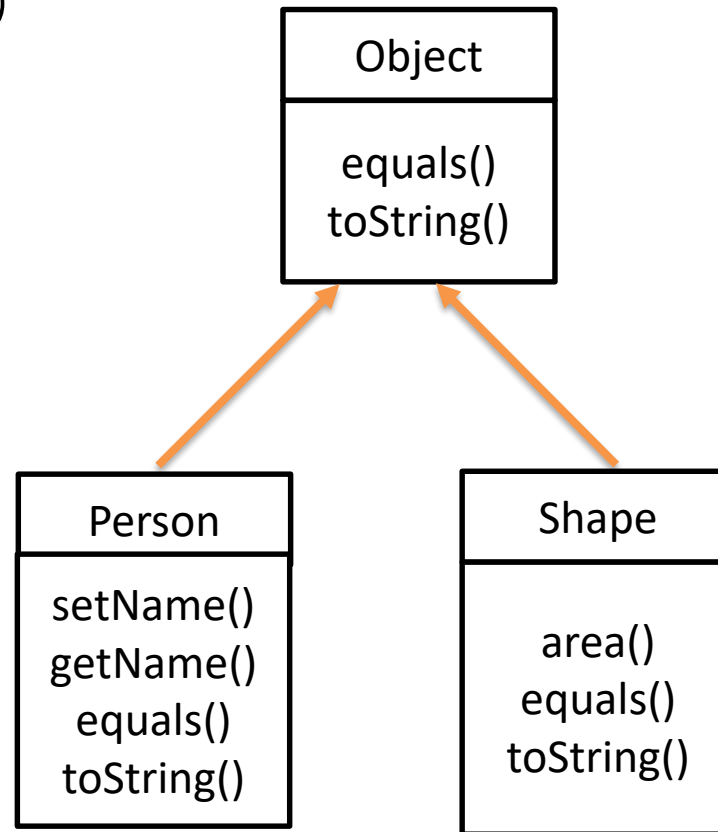 )
Object
equals()
toString()
Person
setName()
getName()
equals()
toString()
Shape
area()
equals()
toString()